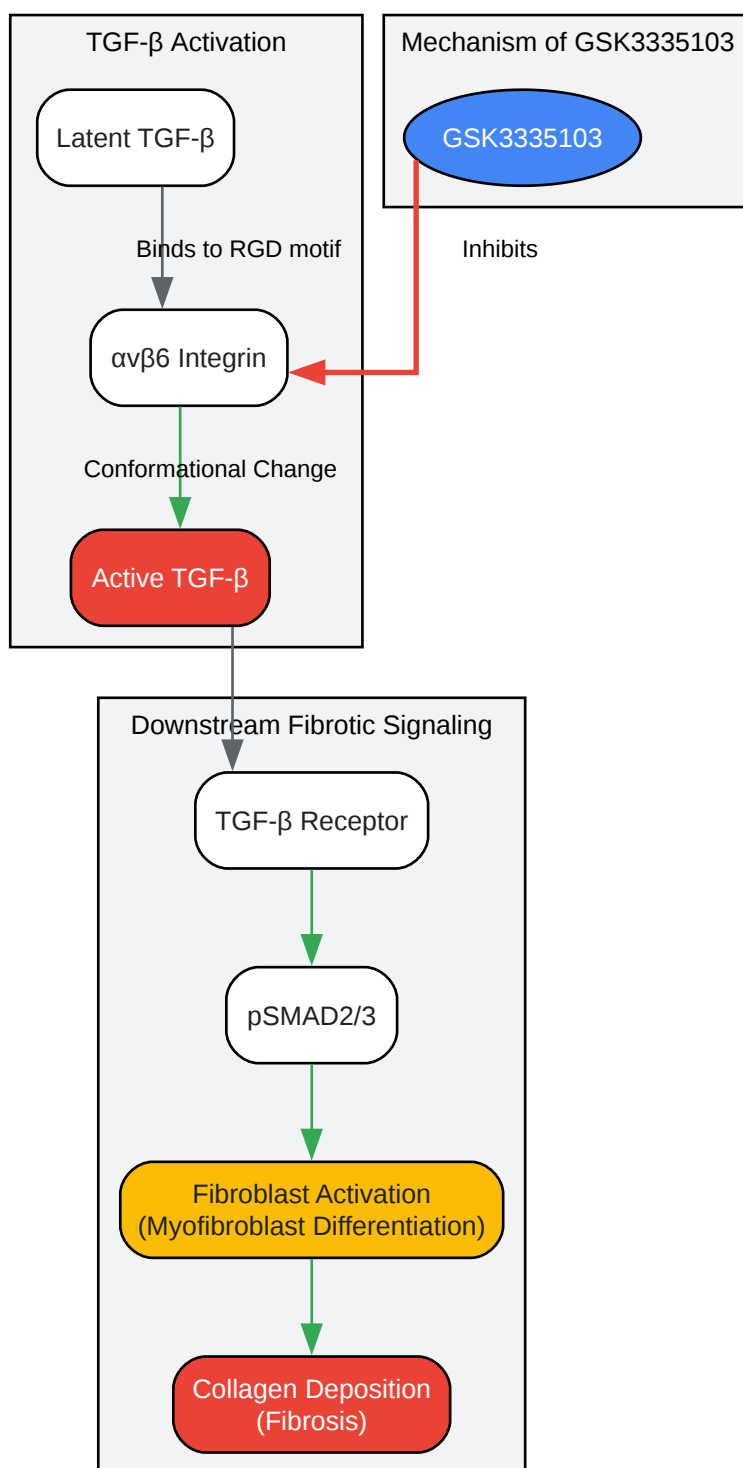 TGF-β Activation
Mechanism of GSK3335103
Latent TGF-β
GSK3335103
Binds to RGD motif
Inhibits
αvβ6 Integrin
Conformational Change
Active TGF-β
Downstream Fibrotic Signaling
TGF-β Receptor
pSMAD2/3
Fibroblast Activation
(Myofibroblast Differentiation)
Collagen Deposition
(Fibrosis)